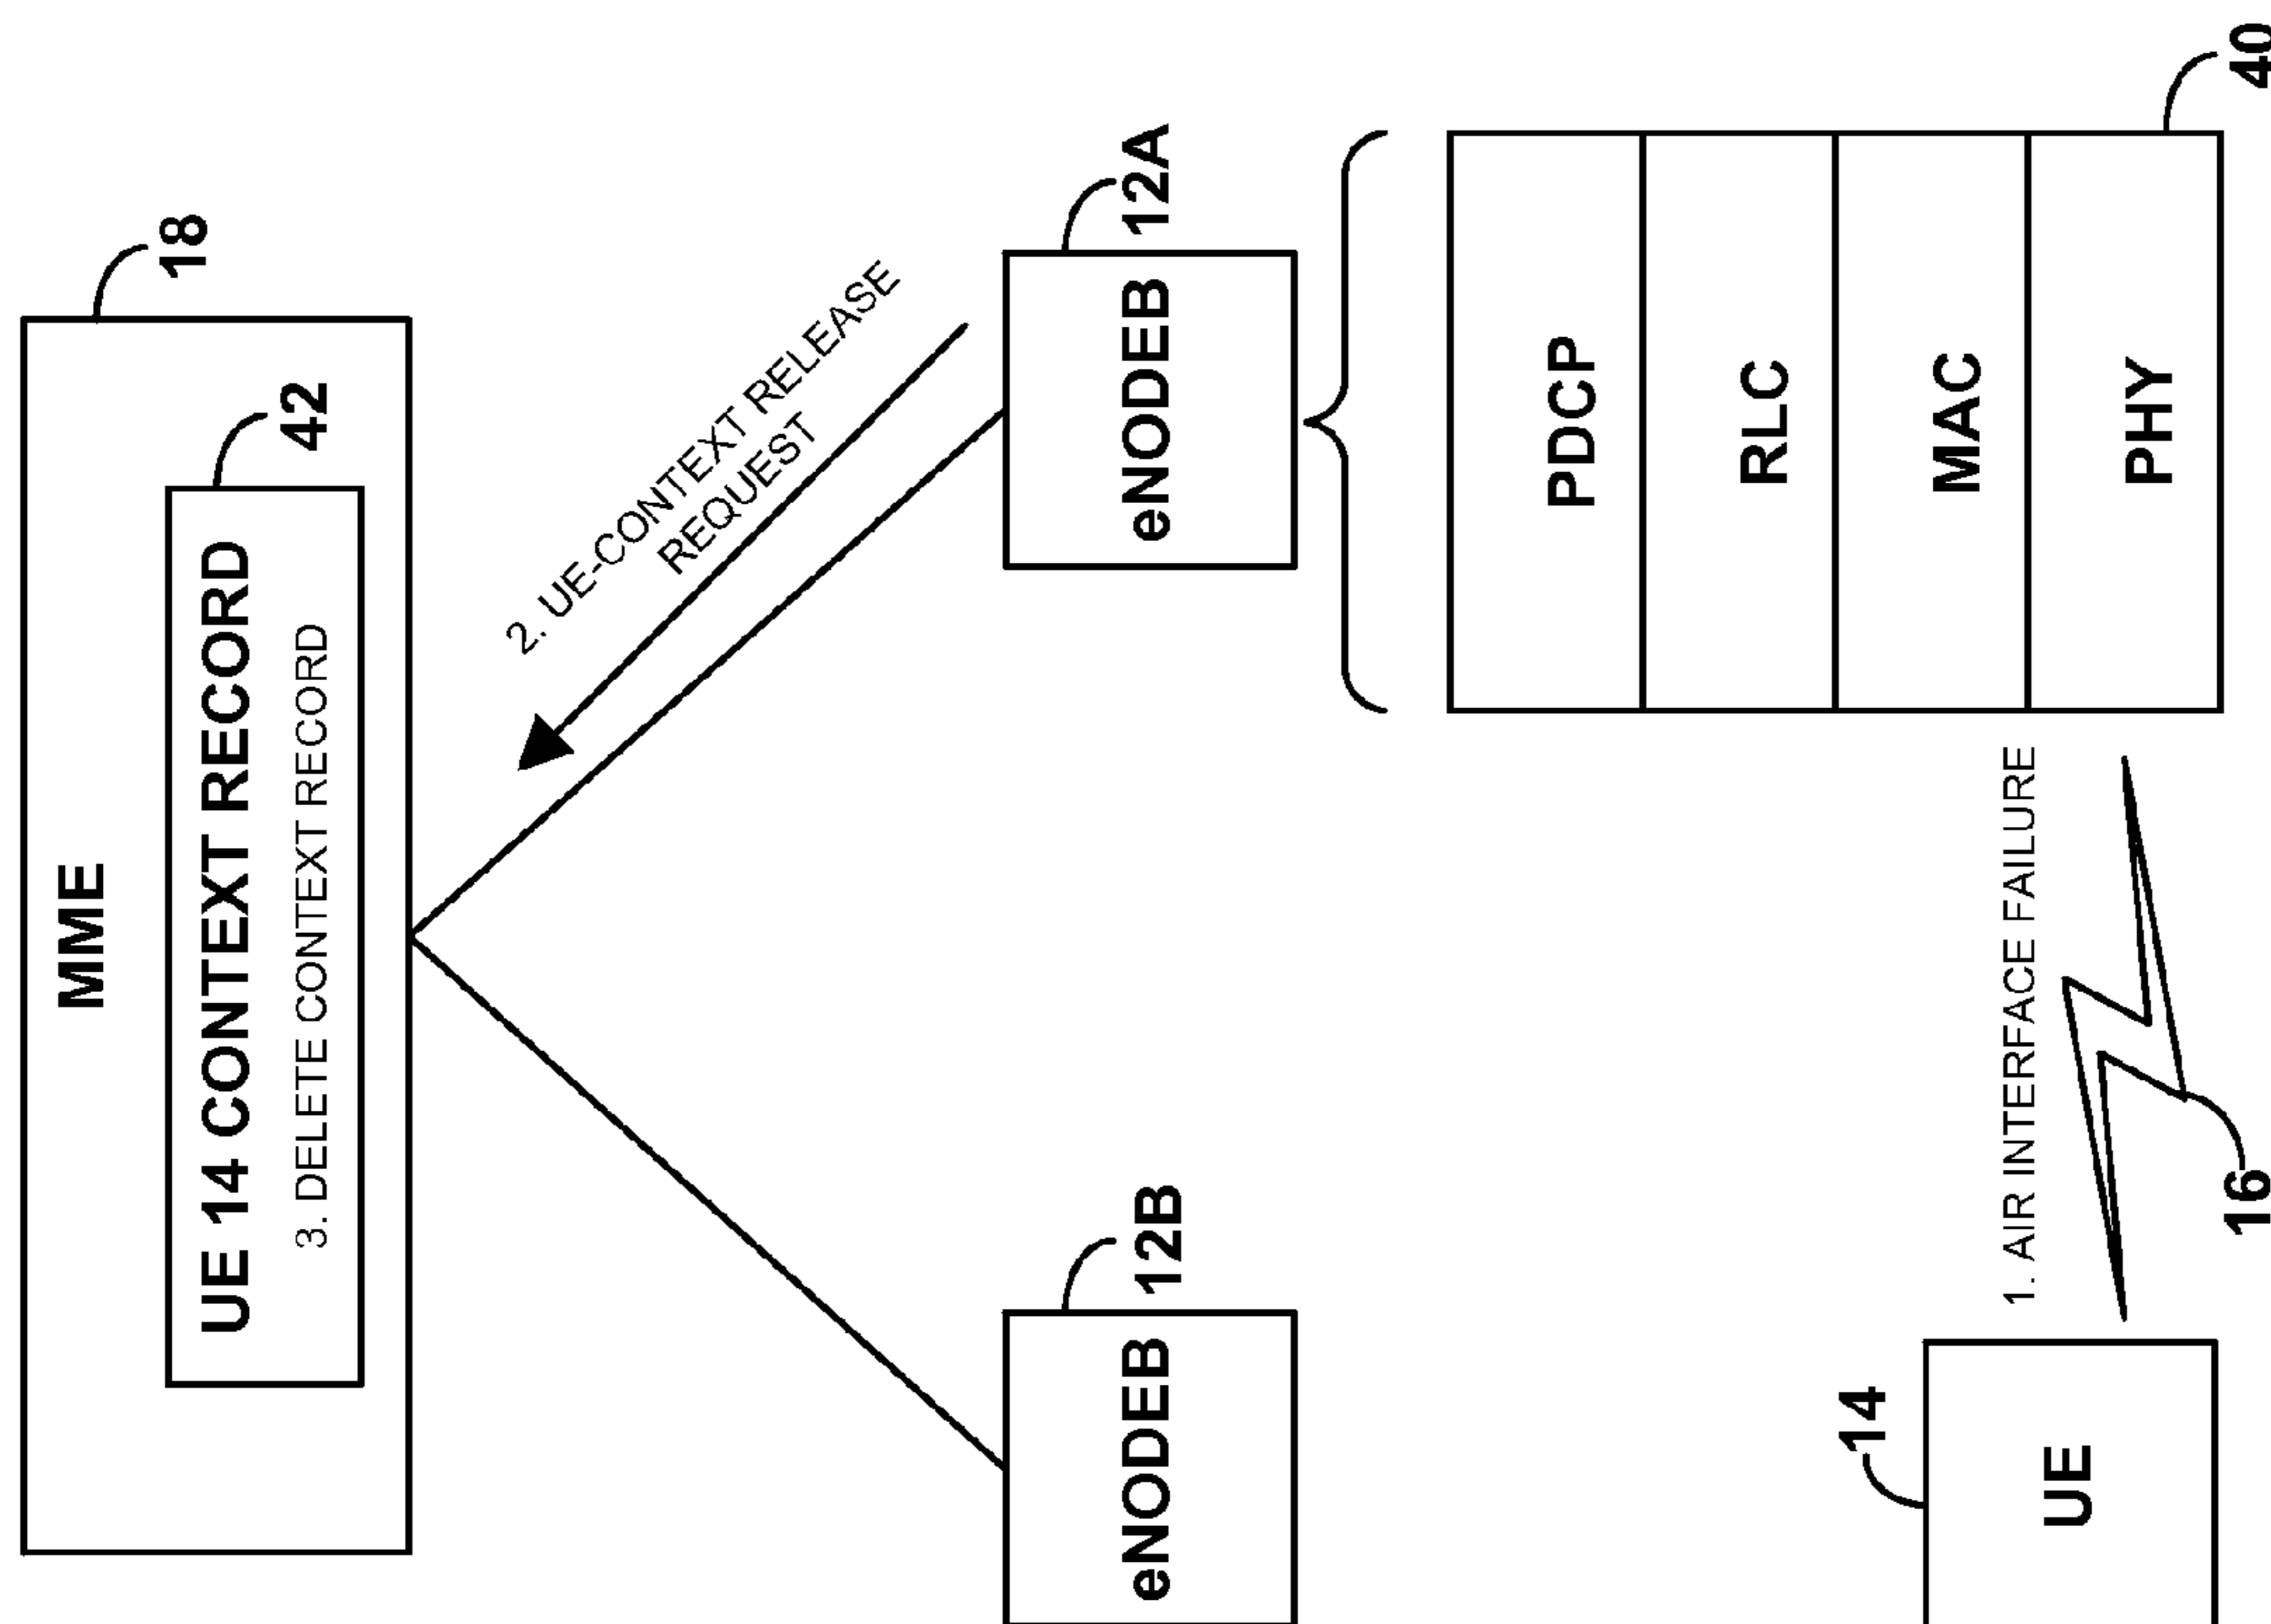 MME
18
UE 14 CONTEXT RECORD
3. DELETE CONTEXT RECORD
42
2. UE-CONTEXT RELEASE
REQUEST
eNODEB
12B
eNODEB
12A
PDCP
RLC
MAC
PHY
40
14
UE
1. AIR INTERFACE FAILURE
16